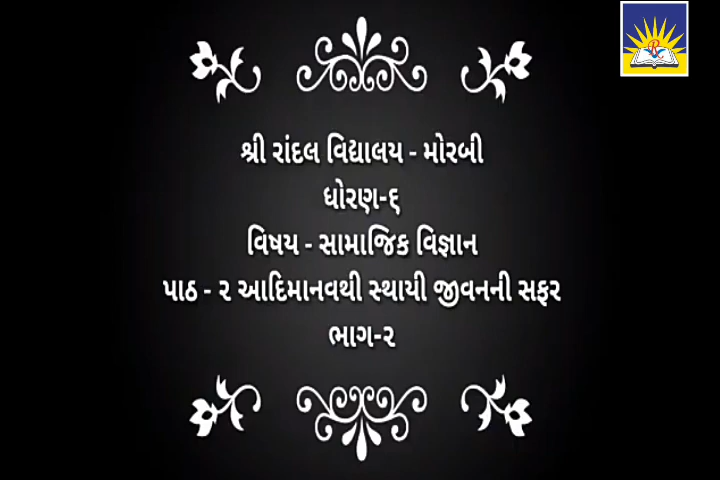 શ્રી રાંદલ વિદ્યાલય - મોરબી
ધોરણ-૬
વિષય - સામાજિક વિજ્ઞાન
પાઠ - ૨ આદિમાનવથી સ્થાયી જીવનની સફર
ભાગ-૨